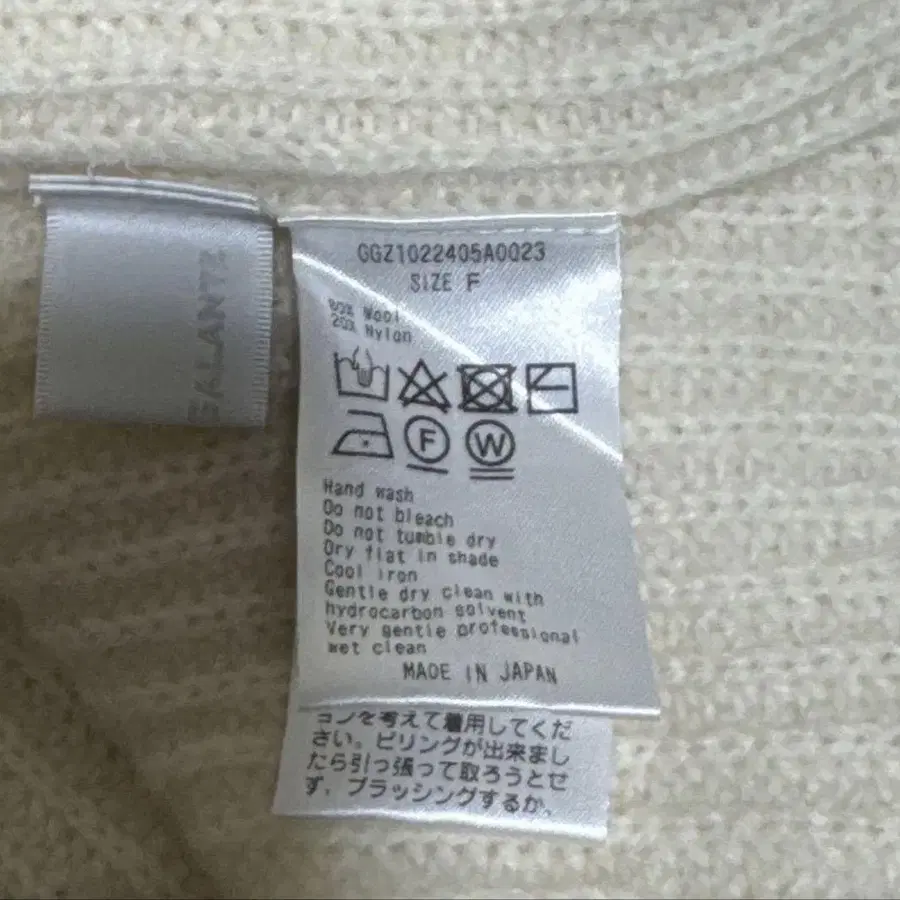 GALANT
GGZ1022405A0023
SIZE F
80% Wool
20% Nylon
F
W
Hand wash
Do not bleach
Do not tumble dry
Dry flat in shade
Cool iron
Gentle dry clean with
hydrocarbon solvent
Very gentle professional
wet clean
MADE IN JAPAN
ョンを考えて着用してくだ
さい。ピリングが出来まし
たら引っ張って取ろうとせ
ず、ブラッシングするか、